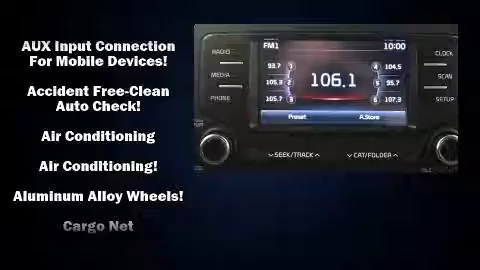 AUX Input Connection
For Mobile Devices!
Accident Free-Clean
Auto Check!
Air Conditioning
Air Conditioning!
Aluminum Alloy Wheels!
Cargo Net
RADIO
MEDIA
PHONE
FM1
10:00
93.7 1
4 104.5
105.3 2
106.1
5 95.7
105.7 3
6 107.3
Preset
A.Store
CLOCK
SCAN
SETUP
SEEK/TRACK
CAT/FOLDER